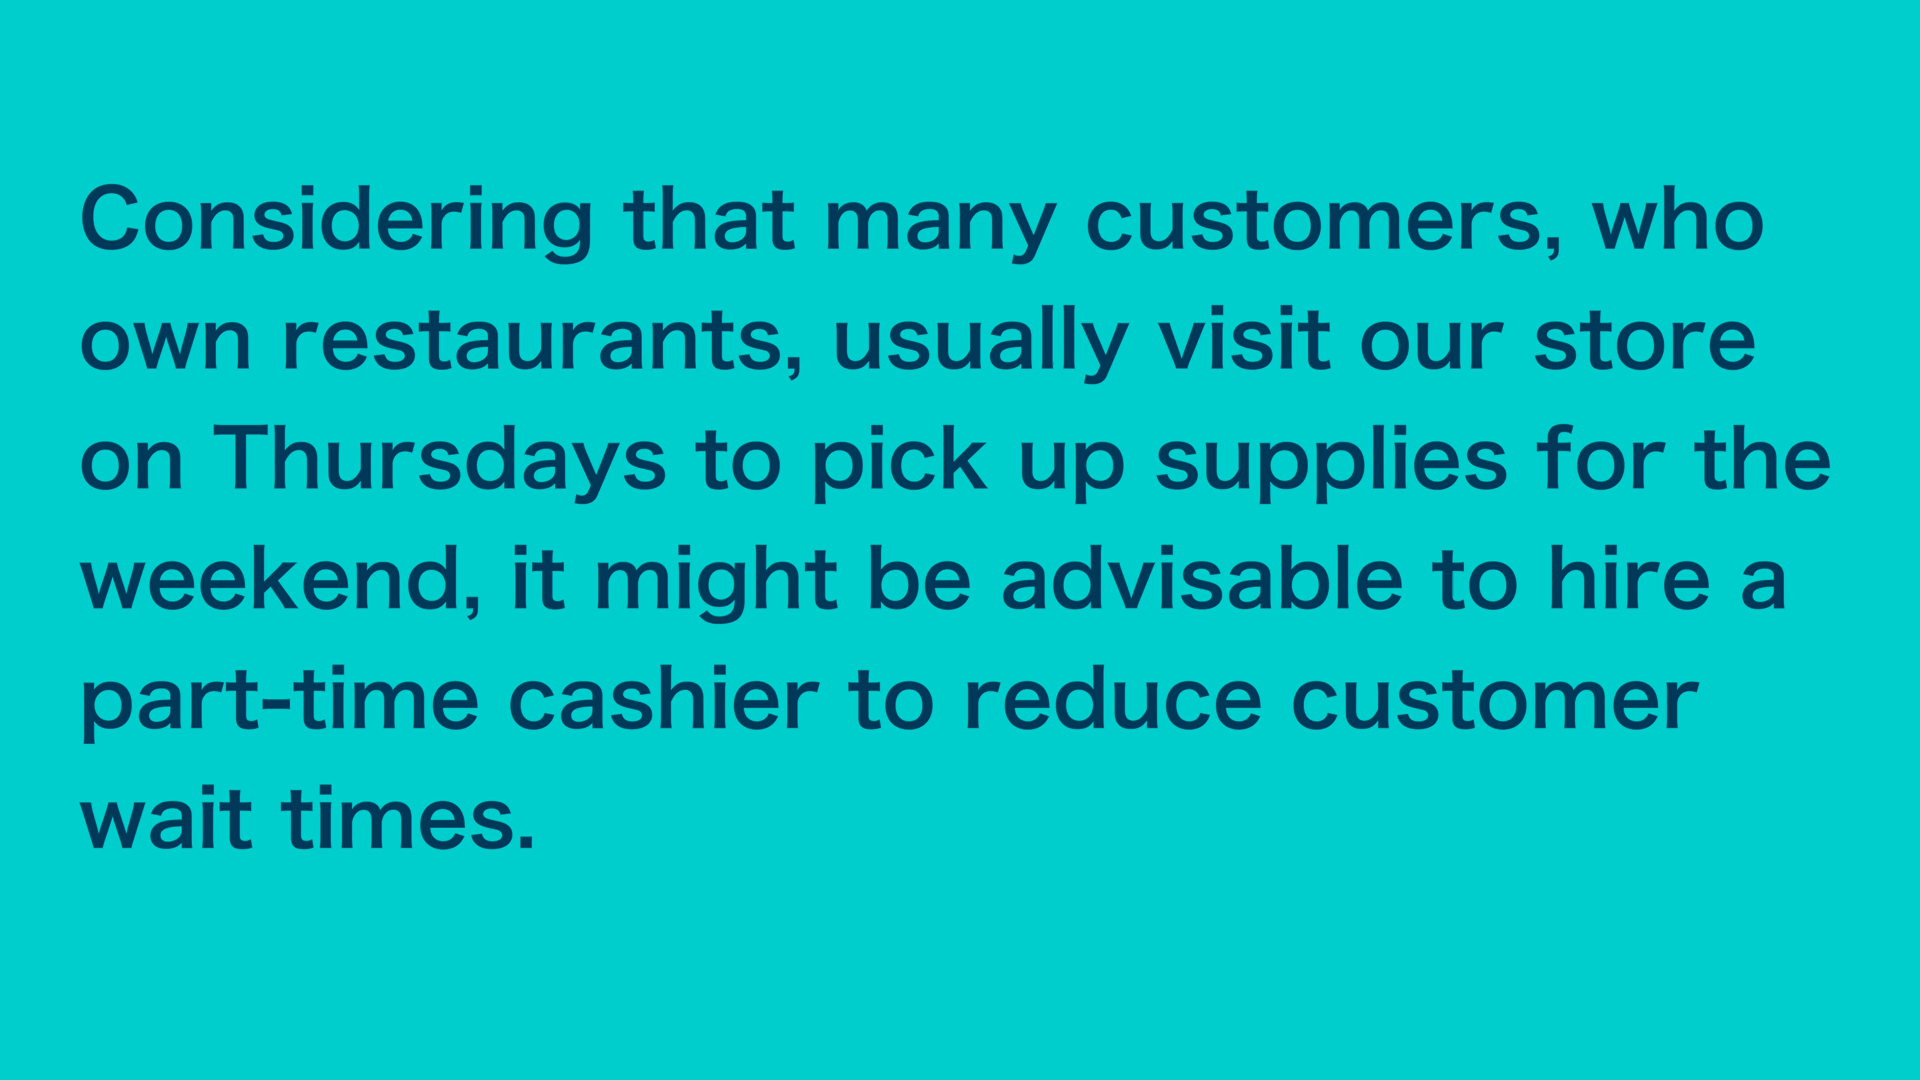 Considering that many customers, who
own restaurants, usually visit our store
on Thursdays to pick up supplies for the
weekend, it might be advisable to hire a
part-time cashier to reduce customer
wait times.